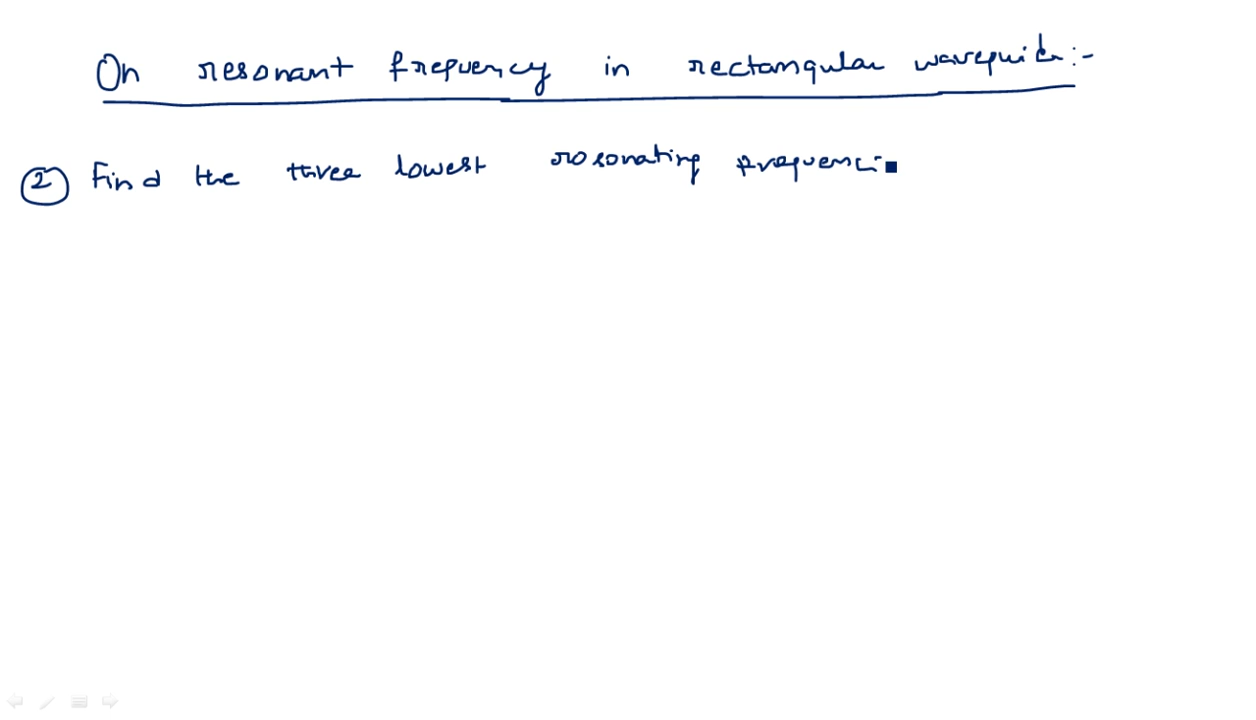 On resonant frequency in rectangular waveguide:-
② Find the three lowest resonating frequenci